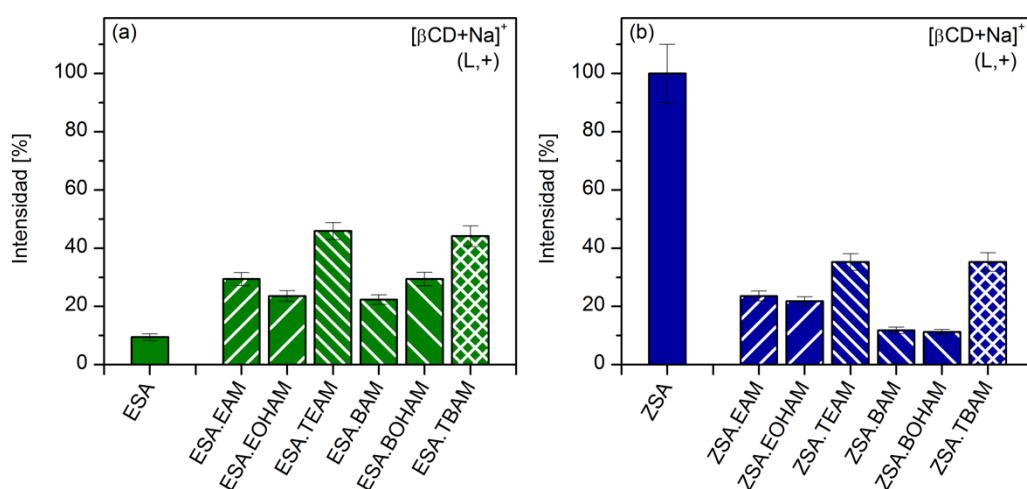 (a)
[βCD+Na]⁺
(L,+)
Intensidad [%]
100
80
60
40
20
0
ESA
ESA.EAM
ESA.EOHAM
ESA.TEAM
ESA.BAM
ESA.BOHAM
ESA.TBAM
(b)
[βCD+Na]⁺
(L,+)
Intensidad [%]
100
80
60
40
20
0
ZSA
ZSA.EAM
ZSA.EOHAM
ZSA.TEAM
ZSA.BAM
ZSA.BOHAM
ZSA.TBAM